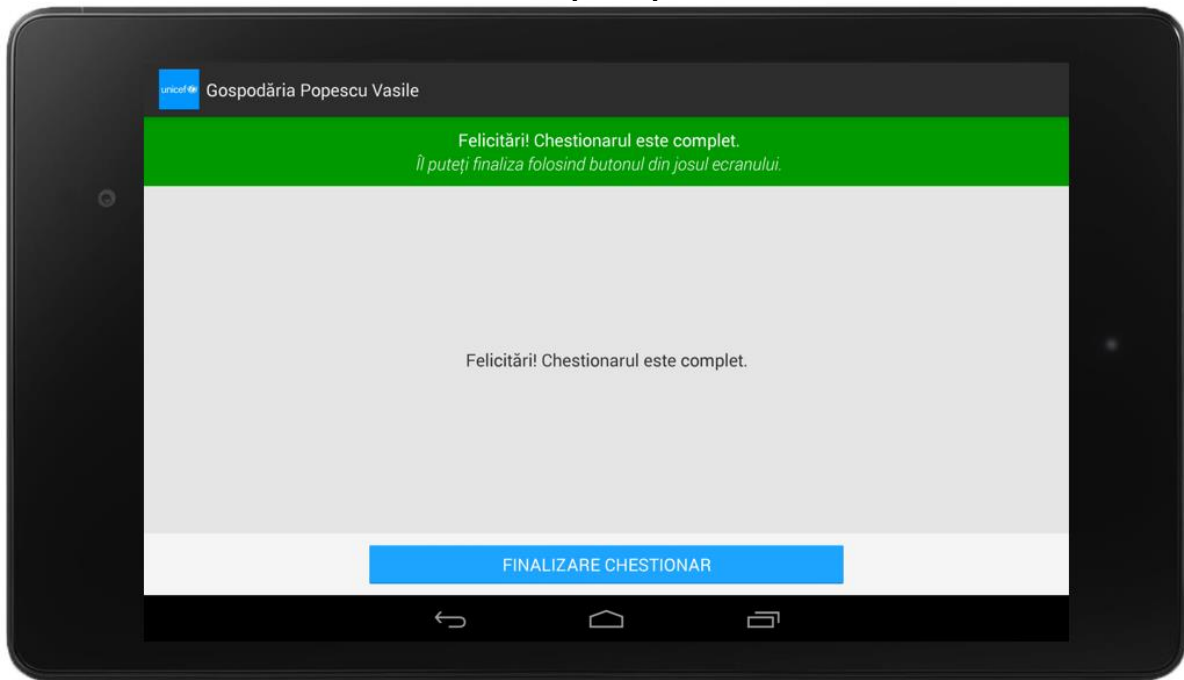 unicef
Gospodăria Popescu Vasile
Felicitări! Chestionarul este complet.
Îl puteți finaliza folosind butonul din josul ecranului.
Felicitări! Chestionarul este complet.
FINALIZARE CHESTIONAR